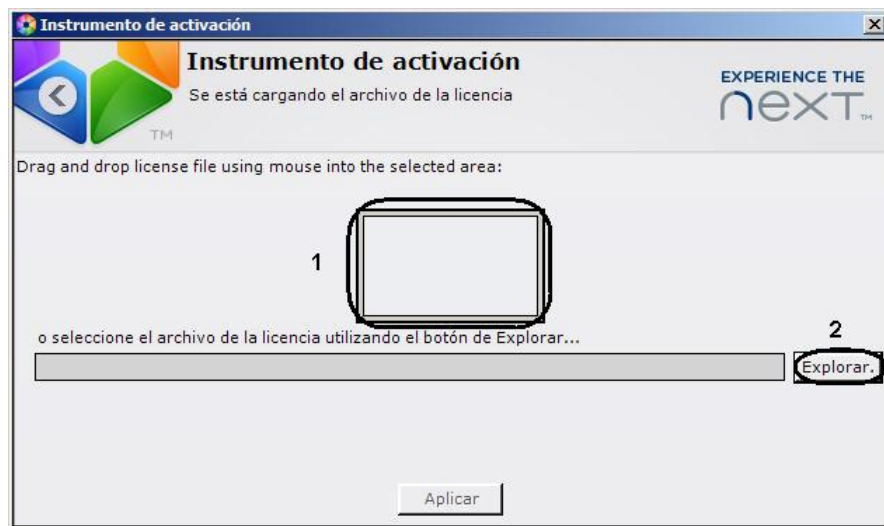 Instrumento de activación
Instrumento de activación
Se está cargando el archivo de la licencia
EXPERIENCE THE
next™
TM
Drag and drop license file using mouse into the selected area:
1
o seleccione el archivo de la licencia utilizando el botón de Explorar...
2
Explorar.
Aplicar